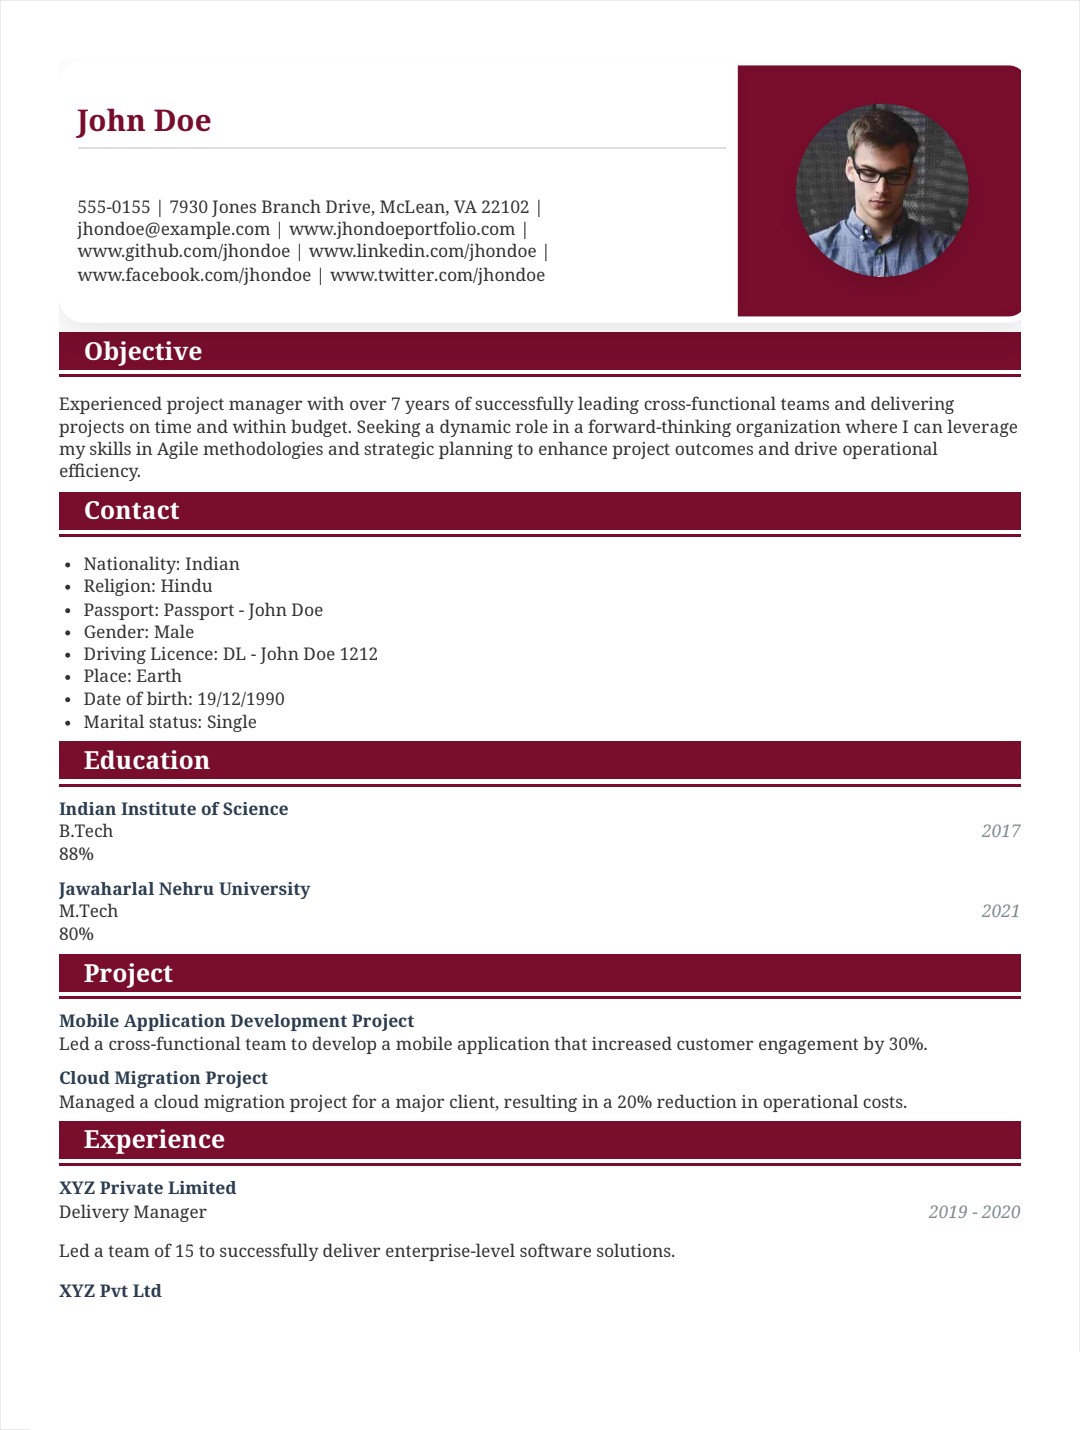 John Doe
555-0155 | 7930 Jones Branch Drive, McLean, VA 22102 |
jhondoe@example.com | www.jhondoeportfolio.com |
www.github.com/jhondoe | www.linkedin.com/jhondoe |
www.facebook.com/jhondoe | www.twitter.com/jhondoe
Objective
Experienced project manager with over 7 years of successfully leading cross-functional teams and delivering
projects on time and within budget. Seeking a dynamic role in a forward-thinking organization where I can leverage
my skills in Agile methodologies and strategic planning to enhance project outcomes and drive operational
efficiency.
Contact
• Nationality: Indian
• Religion: Hindu
• Passport: Passport - John Doe
• Gender: Male
• Driving Licence: DL - John Doe 1212
• Place: Earth
• Date of birth: 19/12/1990
• Marital status: Single
Education
Indian Institute of Science
B.Tech 2017
88%
Jawaharlal Nehru University
M.Tech 2021
80%
Project
Mobile Application Development Project
Led a cross-functional team to develop a mobile application that increased customer engagement by 30%.
Cloud Migration Project
Managed a cloud migration project for a major client, resulting in a 20% reduction in operational costs.
Experience
XYZ Private Limited
Delivery Manager 2019 - 2020
Led a team of 15 to successfully deliver enterprise-level software solutions.
XYZ Pvt Ltd